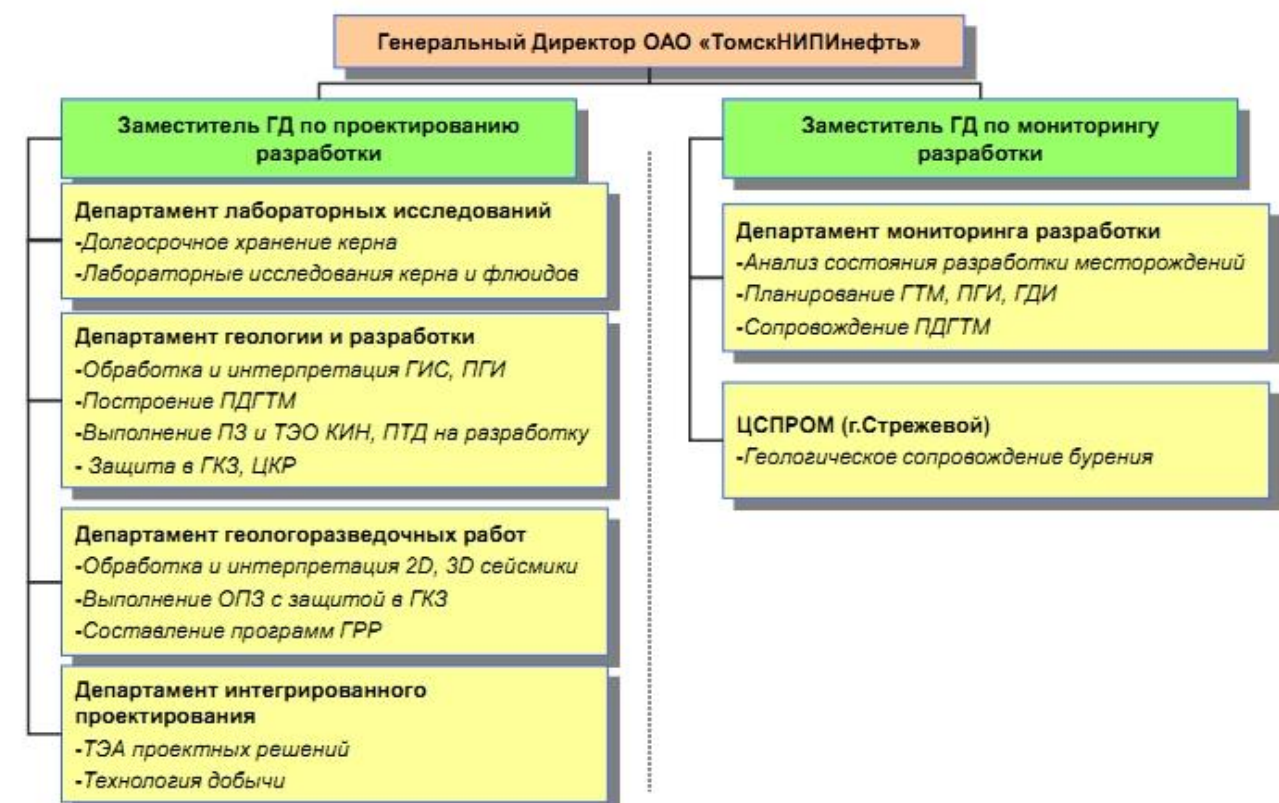 Генеральный Директор ОАО «ТомскНИПИнефть»
Заместитель ГД по проектированию
разработки
Департамент лабораторных исследований
-Долгосрочное хранение керна
-Лабораторные исследования керна и флюидов
Департамент геологии и разработки
-Обработка и интерпретация ГИС, ПГИ
-Построение ПДГТМ
-Выполнение ПЗ и ТЭО КИН, ПТД на разработку
- Защита в ГКЗ, ЦКР
Департамент геологоразведочных работ
-Обработка и интерпретация 2D, 3D сейсмики
-Выполнение ОПЗ с защитой в ГКЗ
-Составление программ ГРР
Департамент интегрированного
проектирования
-ТЭА проектных решений
-Технология добычи
Заместитель ГД по мониторингу
разработки
Департамент мониторинга разработки
-Анализ состояния разработки месторождений
-Планирование ГТМ, ПГИ, ГДИ
-Сопровождение ПДГТМ
ЦСПРОМ (г.Стрежевой)
-Геологическое сопровождение бурения